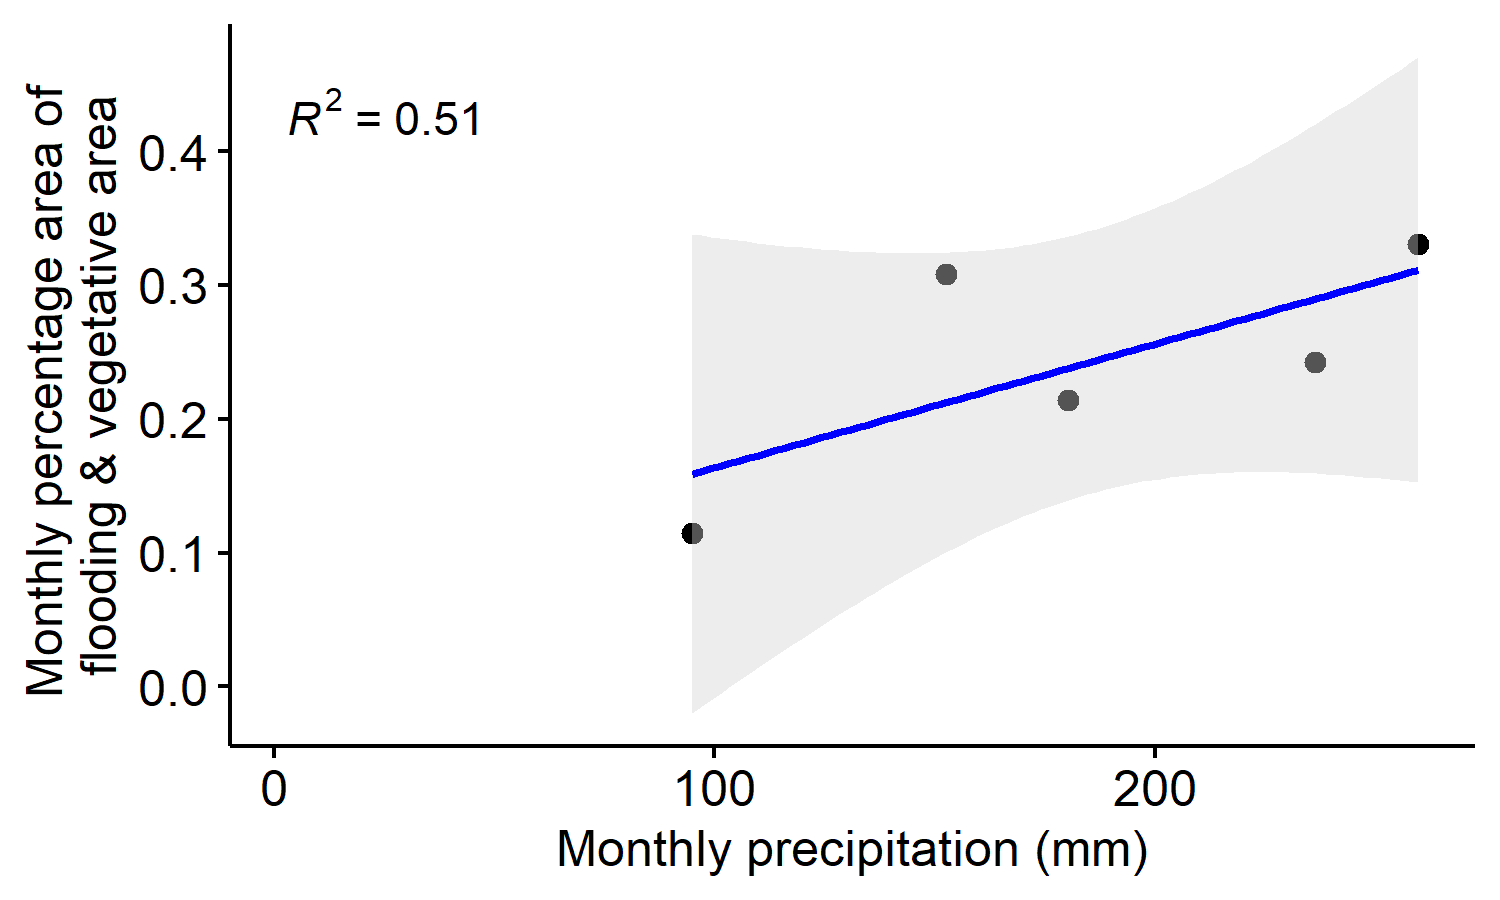 Monthly percentage area of
flooding & vegetative area
R² = 0.51
0.4
0.3
0.2
0.1
0.0
0 100 200
Monthly precipitation (mm)